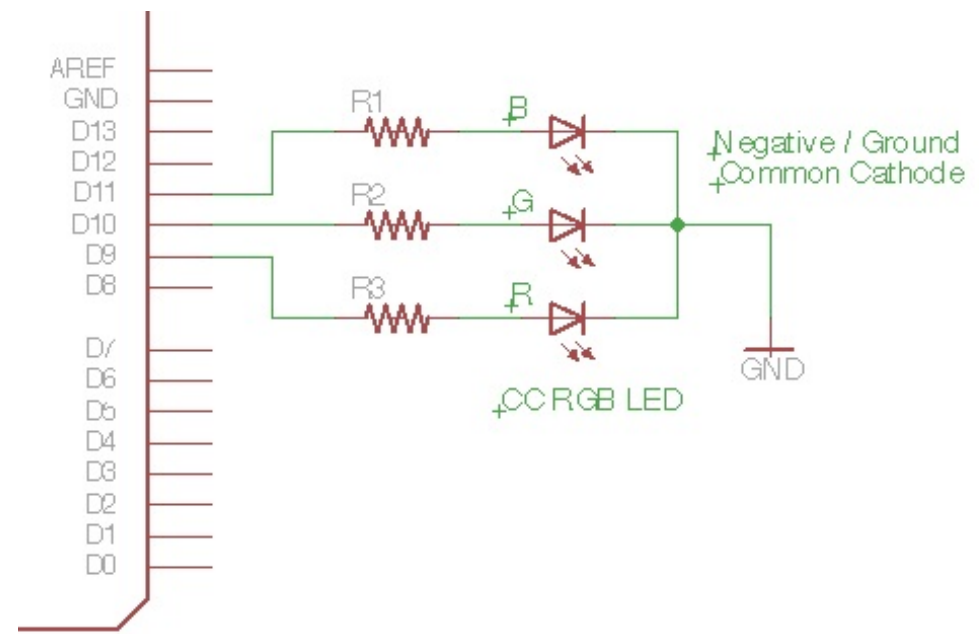 AREF
GND
D13
D12
D11
D10
D9
D8
D7
D6
D5
D4
D3
D2
D1
D0
R1
B
R2
G
R3
R
CC RGB LED
Negative / Ground
Common Cathode
GND